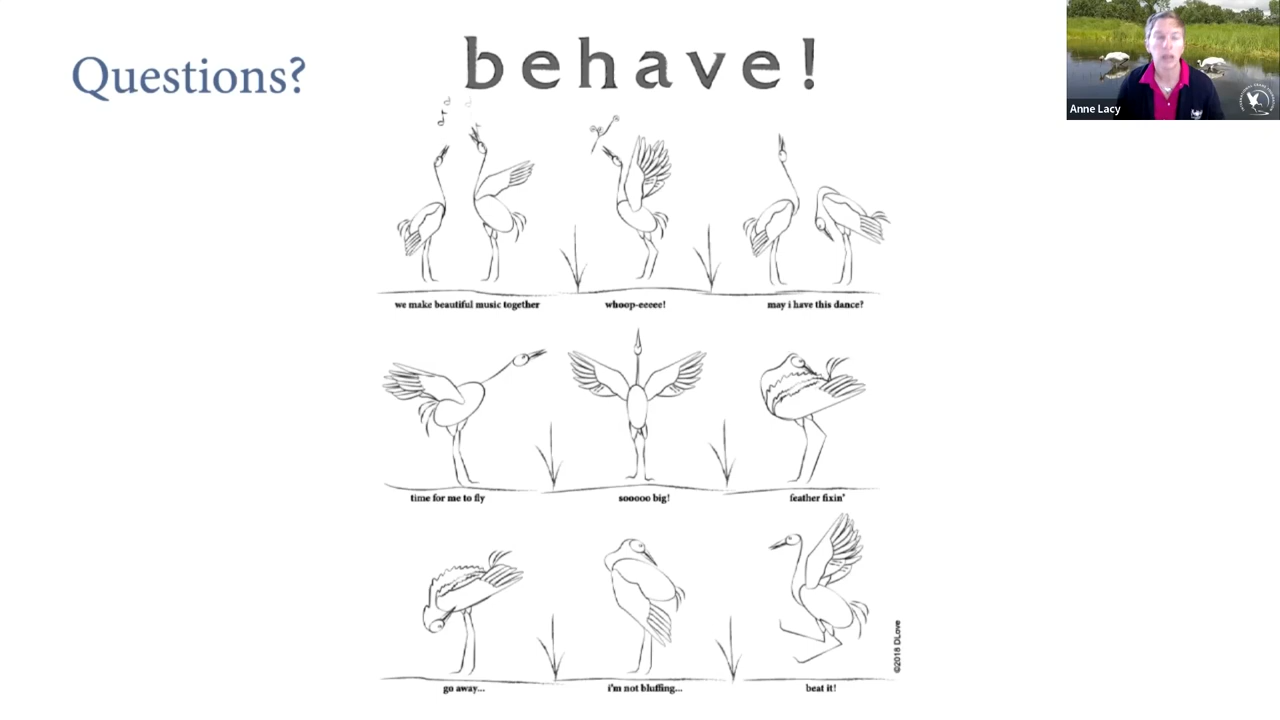 Questions?
behave!
Anne Lacy
we make beautiful music together
whoop-eeeee!
may i have this dance?
time for me to fly
sooooo big!
feather fixin'
go away...
i'm not bluffing...
beat it!
©2018 DLove